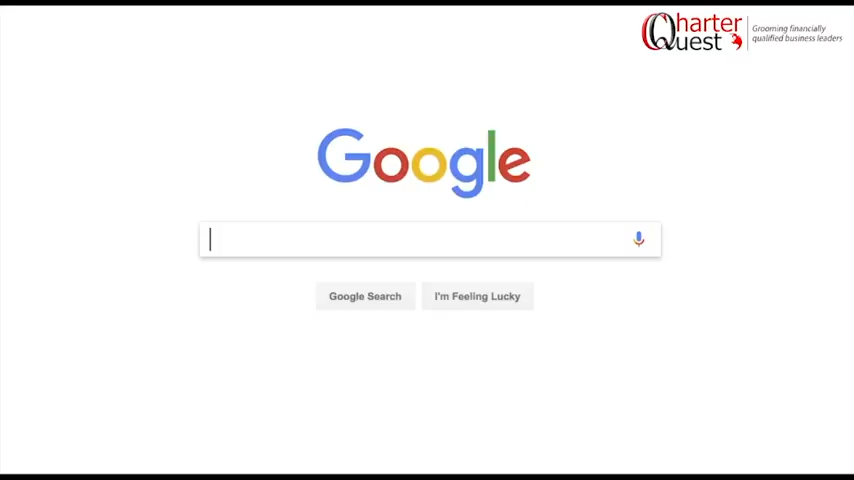 Charter
Quest
Grooming financially
qualified business leaders
Google
Google Search
I'm Feeling Lucky